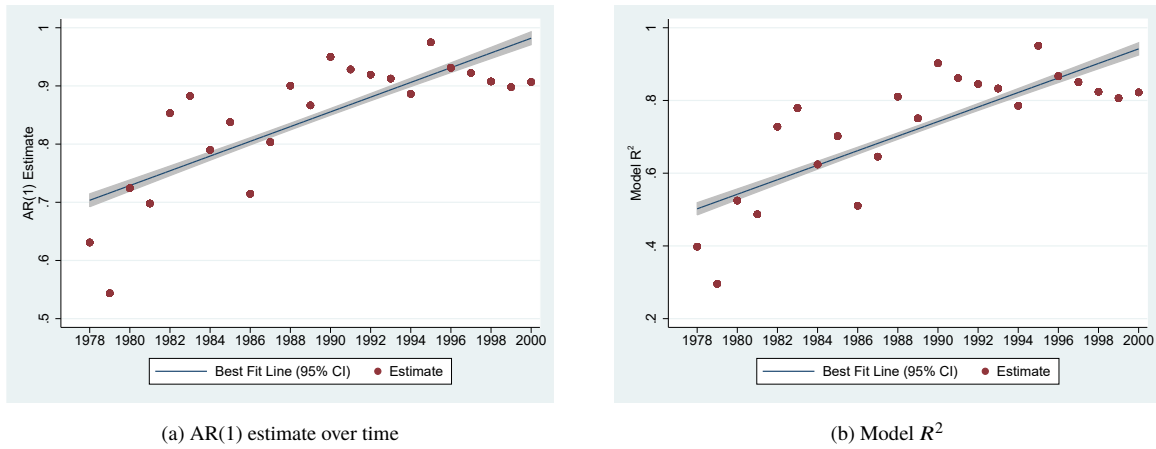 1
.9
.8
.7
.6
.5
AR(1) Estimate
1978 1980 1982 1984 1986 1988 1990 1992 1994 1996 1998 2000
Best Fit Line (95% CI) Estimate
(a) AR(1) estimate over time
1
.8
.6
.4
.2
Model R²
1978 1980 1982 1984 1986 1988 1990 1992 1994 1996 1998 2000
Best Fit Line (95% CI) Estimate
(b) Model R²